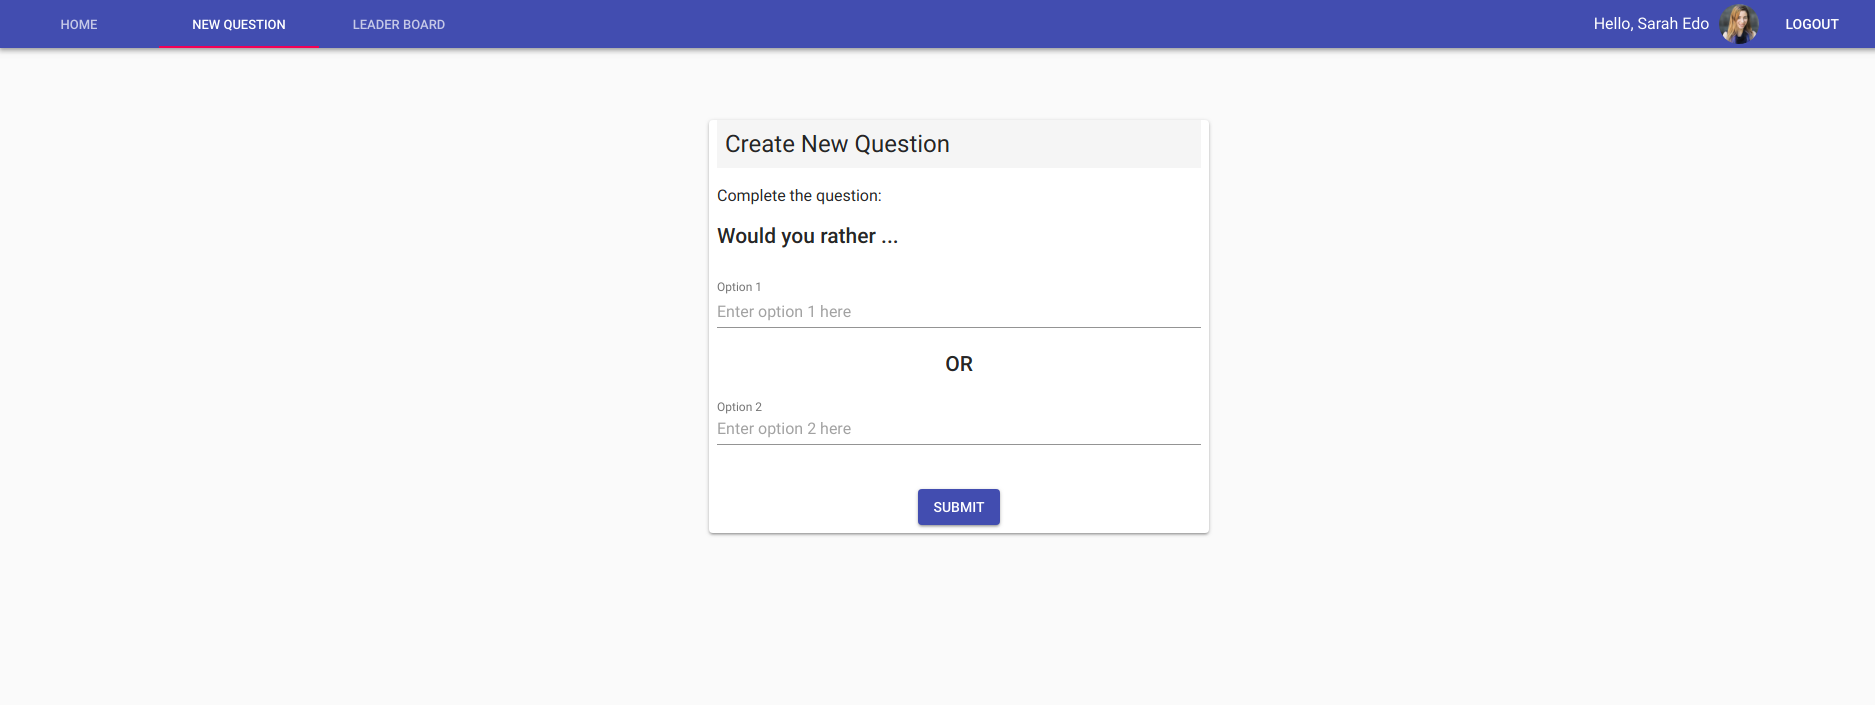 HOME NEW QUESTION LEADER BOARD Hello, Sarah Edo LOGOUT
Create New Question
Complete the question:
Would you rather ...
Option 1
Enter option 1 here
OR
Option 2
Enter option 2 here
SUBMIT